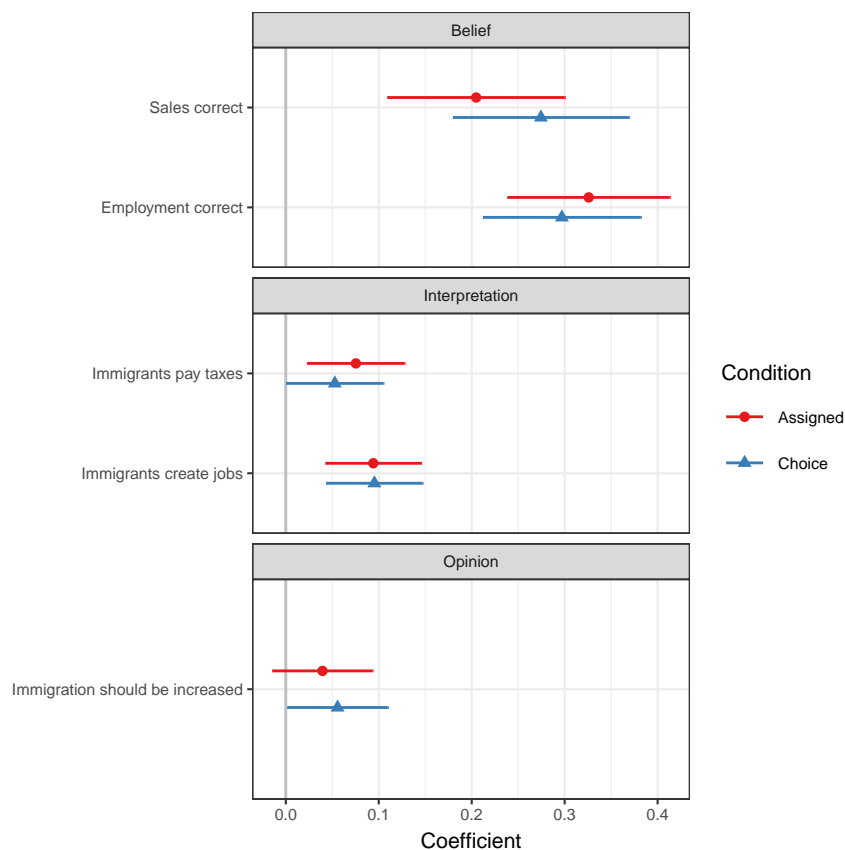 Belief
Sales correct
Employment correct
Interpretation
Immigrants pay taxes
Immigrants create jobs
Opinion
Immigration should be increased
0.0 0.1 0.2 0.3 0.4
Coefficient
Condition
Assigned
Choice